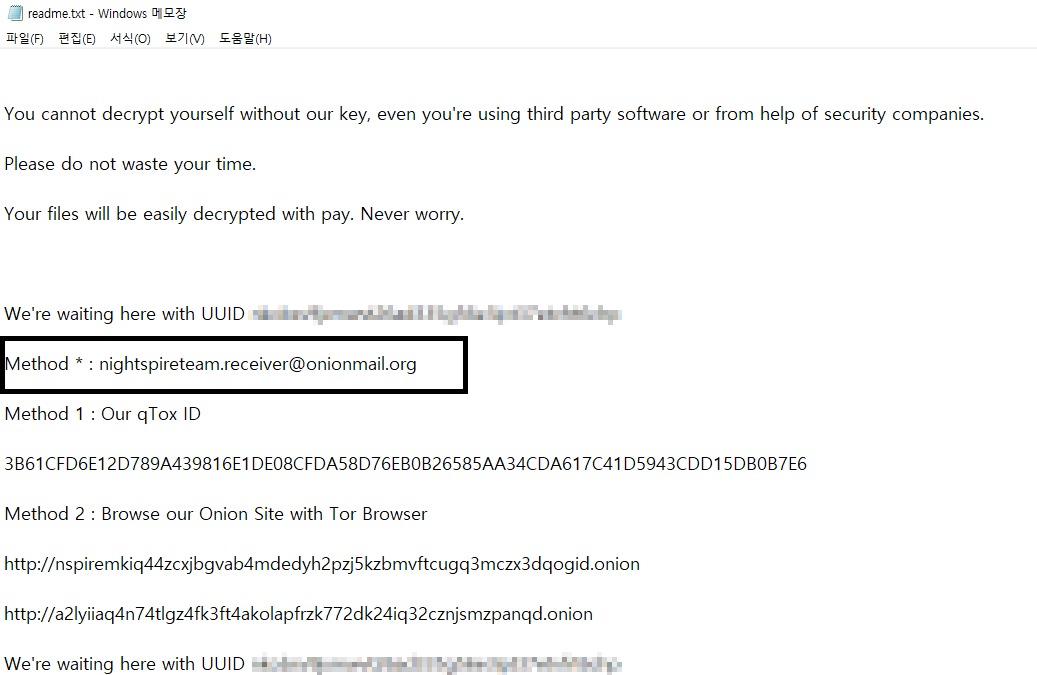 readme.txt - Windows 메모장
파일(F) 편집(E) 서식(O) 보기(V) 도움말(H)
You cannot decrypt yourself without our key, even you're using third party software or from help of security companies.
Please do not waste your time.
Your files will be easily decrypted with pay. Never worry.
We're waiting here with UUID
Method * : nightspireteam.receiver@onionmail.org
Method 1 : Our qTox ID
3B61CFD6E12D789A439816E1DE08CFDA58D76EB0B26585AA34CDA617C41D5943CDD15DB0B7E6
Method 2 : Browse our Onion Site with Tor Browser
http://nspiremkiq44zcxjbgvab4mdedyh2pzj5kzbmvftcugq3mczx3dqogid.onion
http://a2lyiiaq4n74tlgz4fk3ft4akolapfrzk772dk24iq32cznjsmzpanqd.onion
We're waiting here with UUID